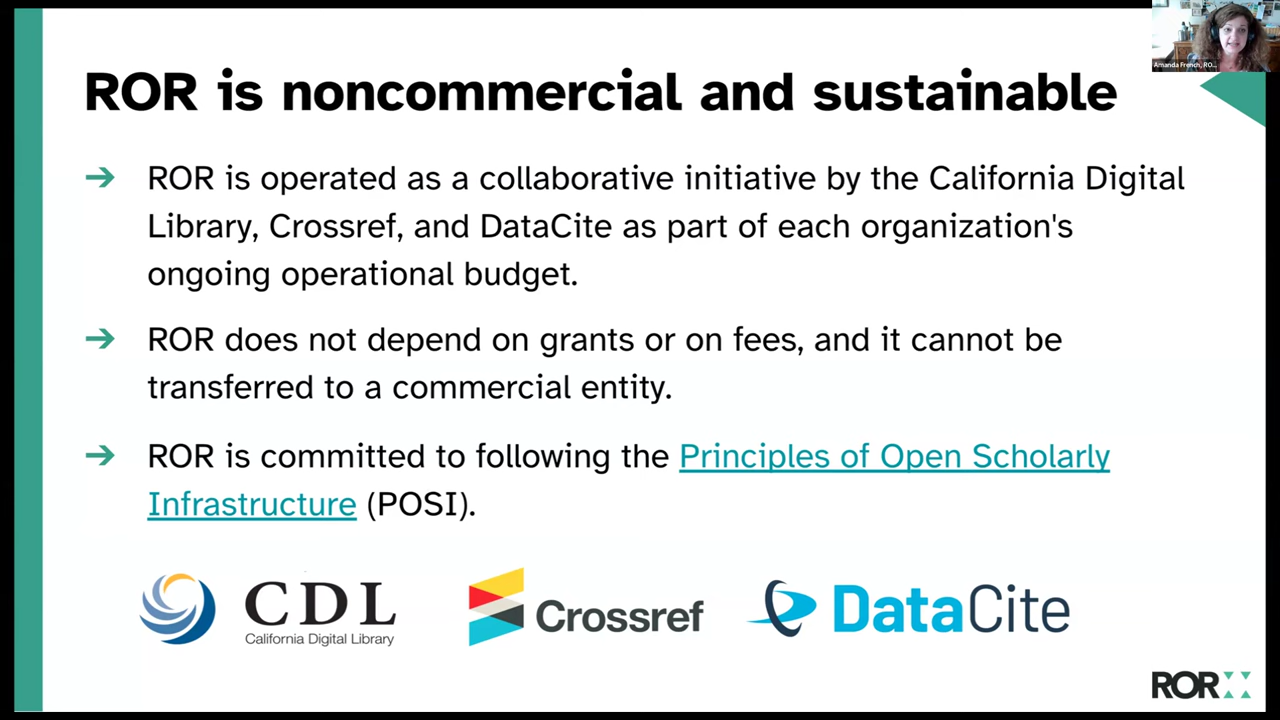 Amanda French, RO...
ROR is noncommercial and sustainable
➔ ROR is operated as a collaborative initiative by the California Digital
Library, Crossref, and DataCite as part of each organization's
ongoing operational budget.
➔ ROR does not depend on grants or on fees, and it cannot be
transferred to a commercial entity.
➔ ROR is committed to following the Principles of Open Scholarly
Infrastructure (POSI).
CDL
California Digital Library
Crossref
DataCite
ROR